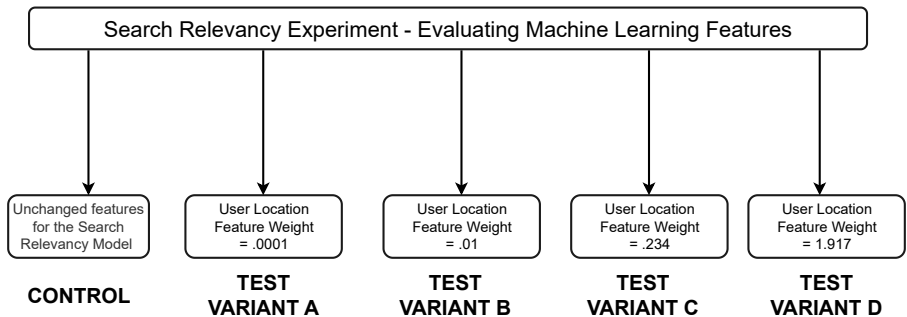 Search Relevancy Experiment - Evaluating Machine Learning Features
Unchanged features
for the Search
Relevancy Model
User Location
Feature Weight
= .0001
User Location
Feature Weight
= .01
User Location
Feature Weight
= .234
User Location
Feature Weight
= 1.917
CONTROL
TEST
VARIANT A
TEST
VARIANT B
TEST
VARIANT C
TEST
VARIANT D